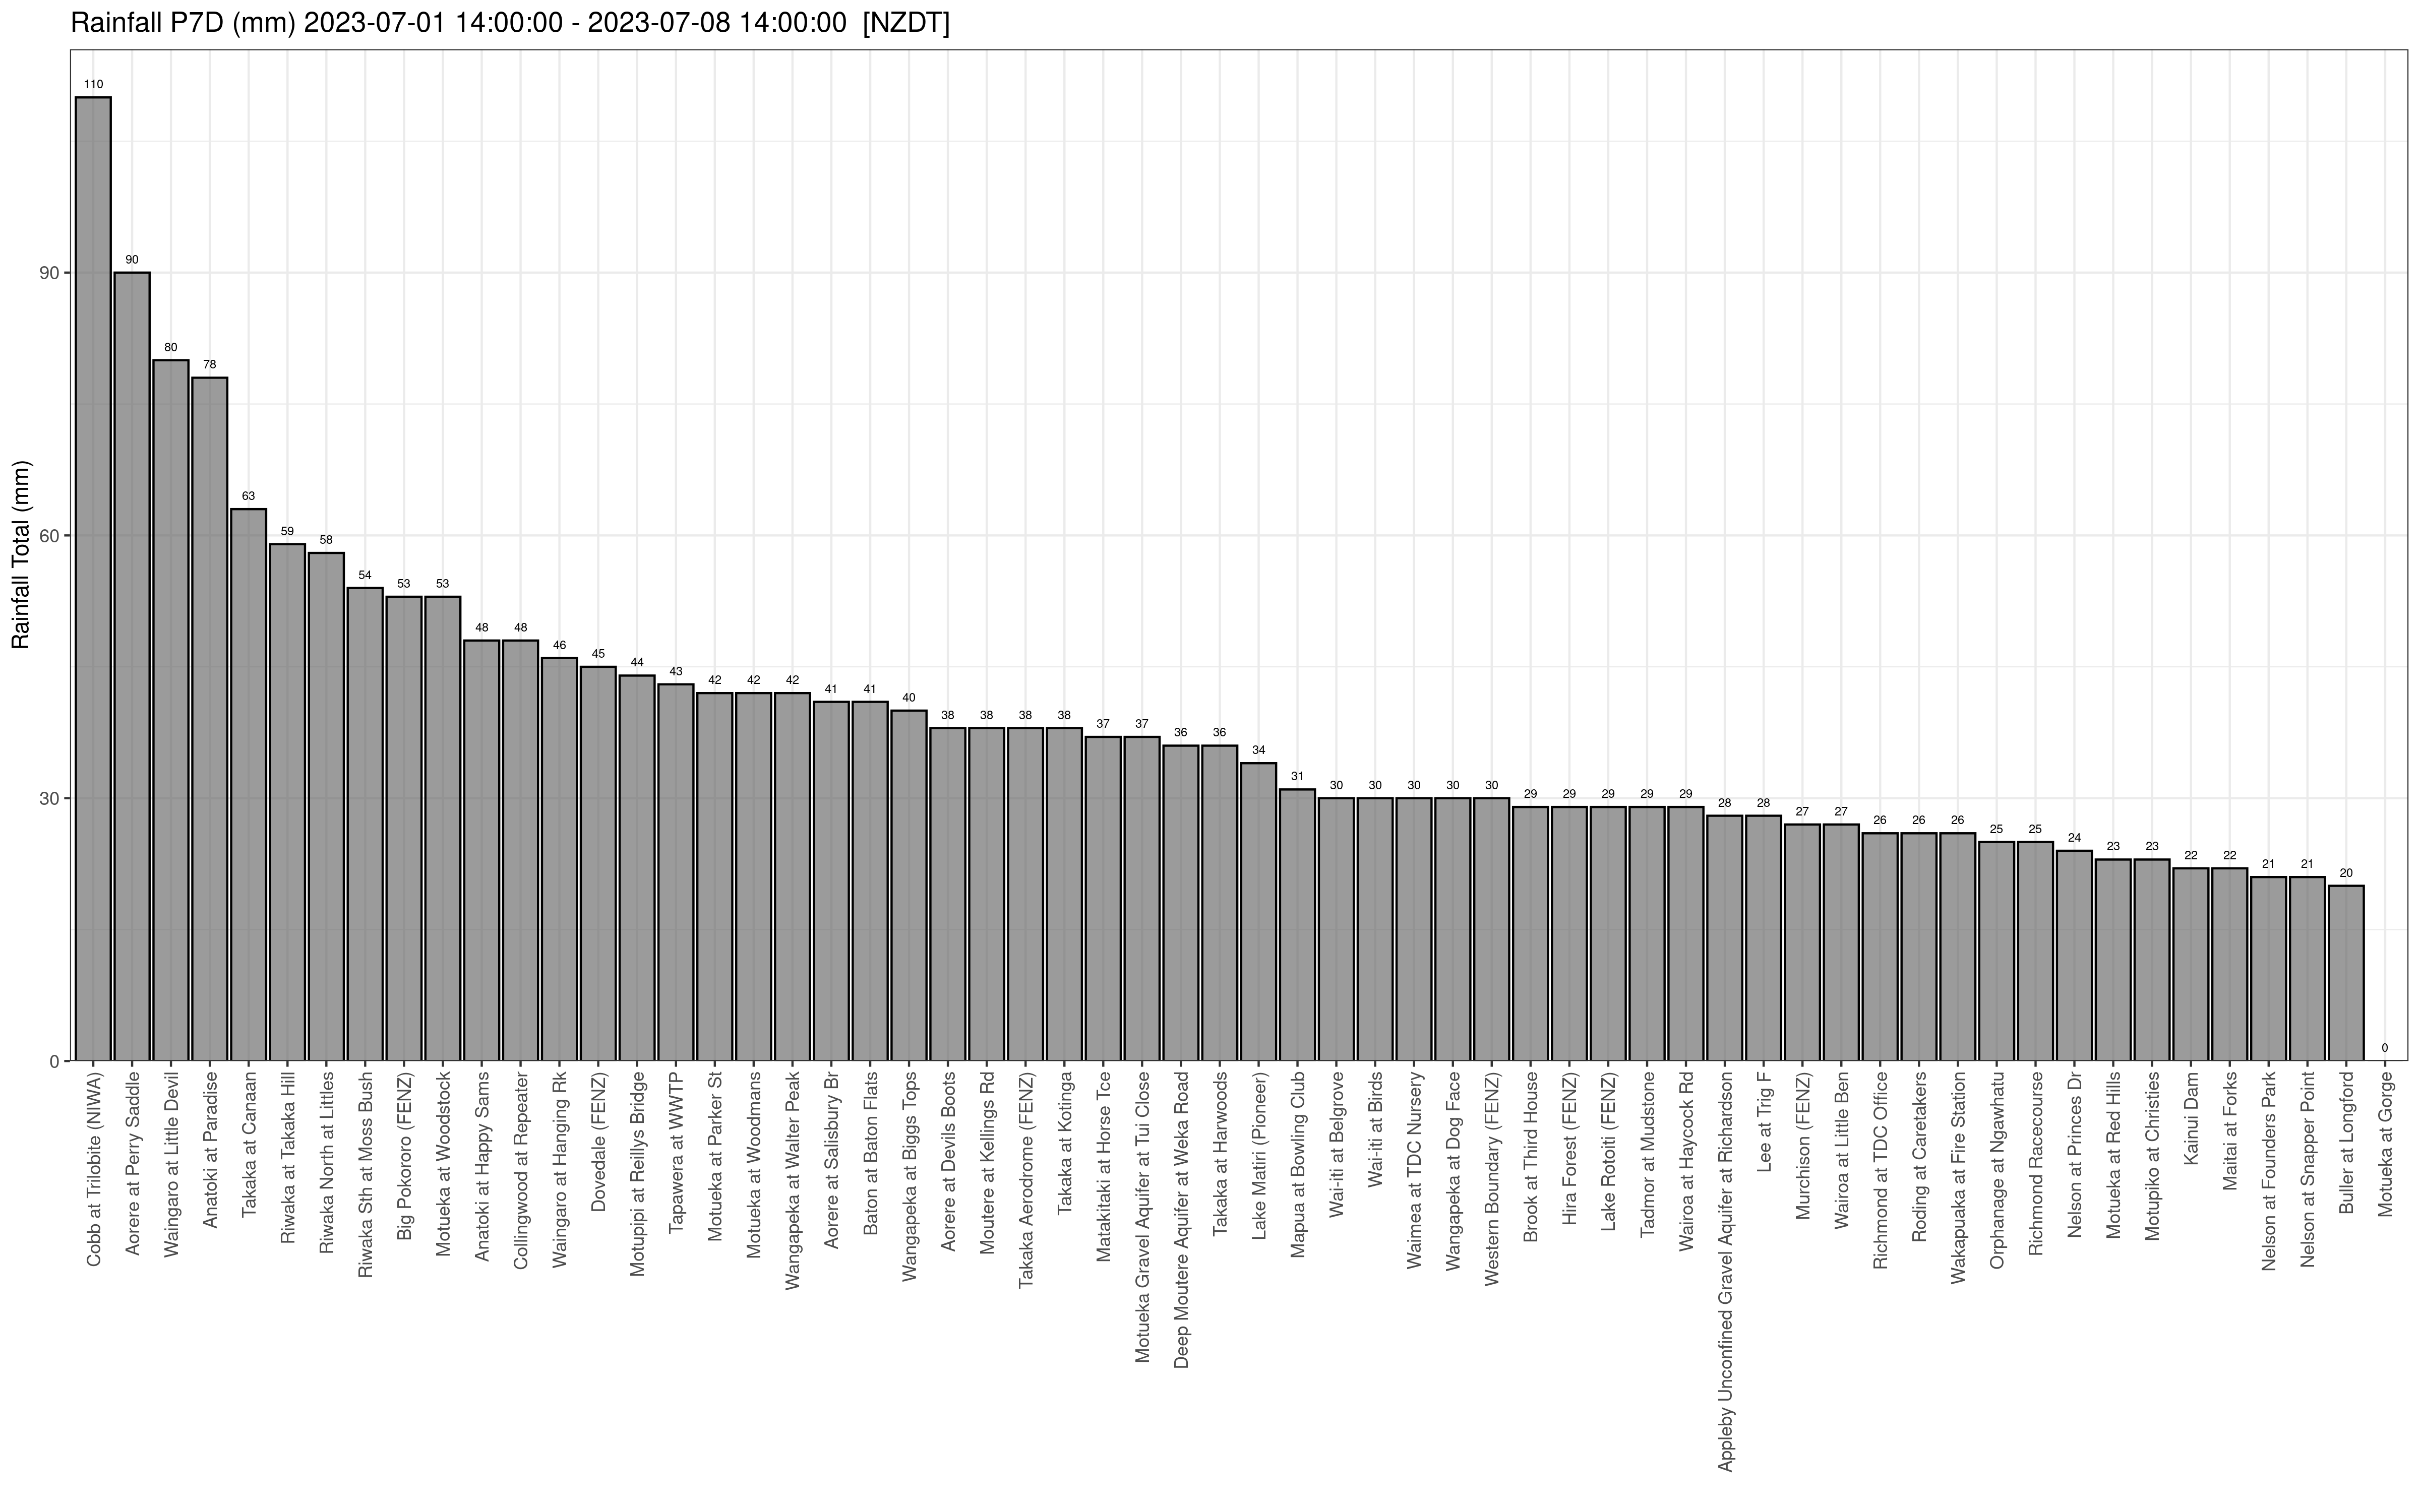 Rainfall P7D (mm) 2023-07-01 14:00:00 - 2023-07-08 14:00:00 [NZDT]
Rainfall Total (mm)
90
60
30
0
110
90
80
78
63
59
58
54
53
53
48
48
46
45
44
43
42
42
42
41
41
40
38
38
38
38
37
37
36
36
34
31
30
30
30
30
30
29
29
29
29
29
28
28
27
27
26
26
26
25
25
24
23
23
22
22
21
21
20
0
Cobb at Trilobite (NIWA)
Aorere at Perry Saddle
Waingaro at Little Devil
Anatoki at Paradise
Takaka at Canaan
Riwaka at Takaka Hill
Riwaka North at Littles
Riwaka Sth at Moss Bush
Big Pokororo (FENZ)
Motueka at Woodstock
Anatoki at Happy Sams
Collingwood at Repeater
Waingaro at Hanging Rk
Dovedale (FENZ)
Motupipi at Reillys Bridge
Tapawera at WWTP
Motueka at Parker St
Motueka at Woodmans
Wangapeka at Walter Peak
Aorere at Salisbury Br
Baton at Baton Flats
Wangapeka at Biggs Tops
Aorere at Devils Boots
Moutere at Kellings Rd
Takaka Aerodrome (FENZ)
Takaka at Kotinga
Matakitaki at Horse Tce
Motueka Gravel Aquifer at Tui Close
Deep Moutere Aquifer at Weka Road
Takaka at Harwoods
Lake Matiri (Pioneer)
Mapua at Bowling Club
Wai-iti at Belgrove
Wai-iti at Birds
Waimea at TDC Nursery
Wangapeka at Dog Face
Western Boundary (FENZ)
Brook at Third House
Hira Forest (FENZ)
Lake Rotoiti (FENZ)
Tadmor at Mudstone
Wairoa at Haycock Rd
Appleby Unconfined Gravel Aquifer at Richardson
Lee at Trig F
Murchison (FENZ)
Wairoa at Little Ben
Richmond at TDC Office
Roding at Caretakers
Wakapuaka at Fire Station
Orphanage at Ngawhatu
Richmond Racecourse
Nelson at Princes Dr
Motueka at Red Hills
Motupiko at Christies
Kainui Dam
Maitai at Forks
Nelson at Founders Park
Nelson at Snapper Point
Buller at Longford
Motueka at Gorge